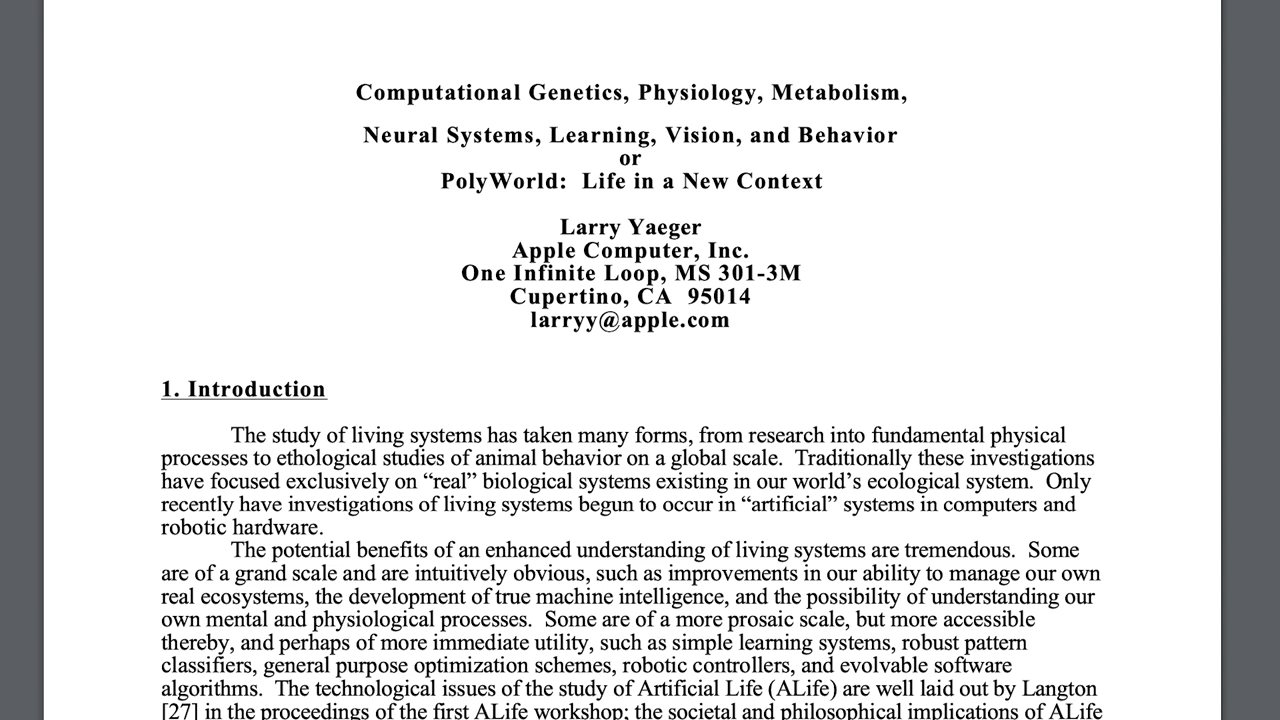 Computational Genetics, Physiology, Metabolism,
Neural Systems, Learning, Vision, and Behavior
or
PolyWorld:  Life in a New Context
Larry Yaeger
Apple Computer, Inc.
One Infinite Loop, MS 301-3M
Cupertino, CA  95014
larryy@apple.com
1. Introduction
The study of living systems has taken many forms, from research into fundamental physical
processes to ethological studies of animal behavior on a global scale.  Traditionally these investigations
have focused exclusively on “real” biological systems existing in our world’s ecological system.  Only
recently have investigations of living systems begun to occur in “artificial” systems in computers and
robotic hardware.
The potential benefits of an enhanced understanding of living systems are tremendous.  Some
are of a grand scale and are intuitively obvious, such as improvements in our ability to manage our own
real ecosystems, the development of true machine intelligence, and the possibility of understanding our
own mental and physiological processes.  Some are of a more prosaic scale, but more accessible
thereby, and perhaps of more immediate utility, such as simple learning systems, robust pattern
classifiers, general purpose optimization schemes, robotic controllers, and evolvable software
algorithms.  The technological issues of the study of Artificial Life (ALife) are well laid out by Langton
[27] in the proceedings of the first ALife workshop; the societal and philosophical implications of ALife